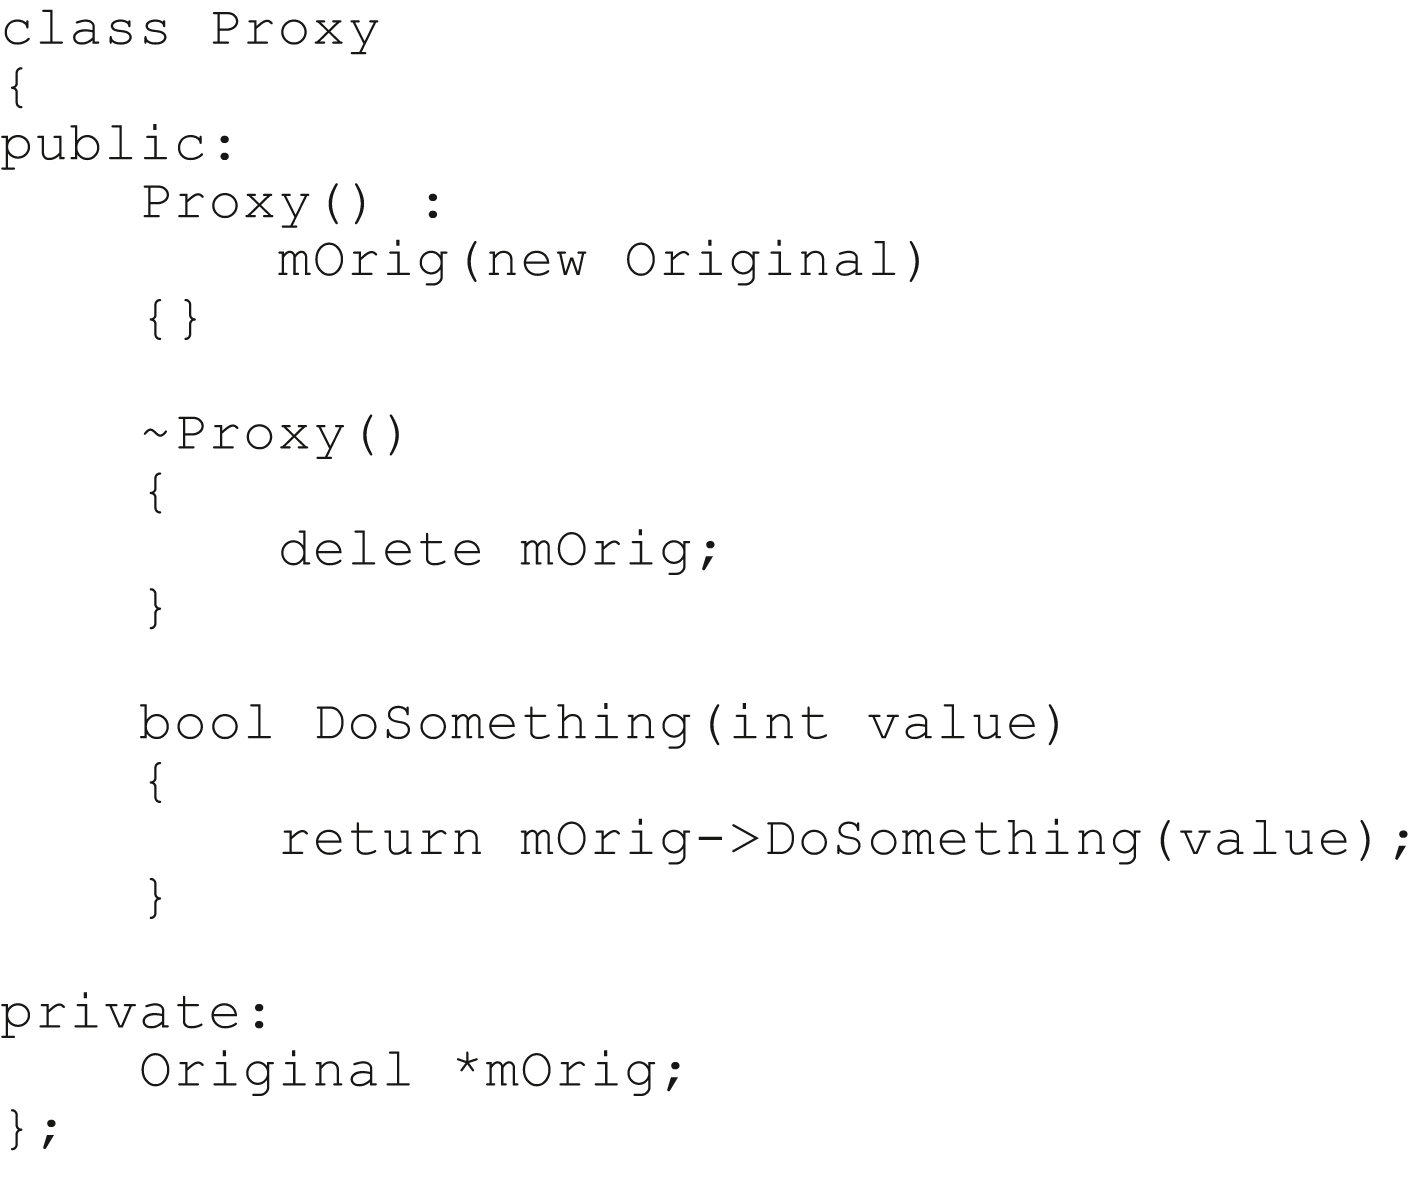 class Proxy
{
public:
    Proxy() :
        mOrig(new Original)
    {}

    ~Proxy()
    {
        delete mOrig;
    }

    bool DoSomething(int value)
    {
        return mOrig->DoSomething(value);
    }

private:
    Original *mOrig;
};